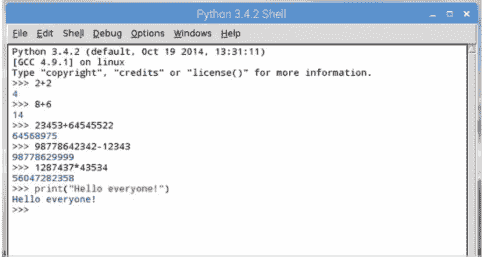 Python 3.4.2 Shell
File Edit Shell Debug Options Windows Help
Python 3.4.2 (default, Oct 19 2014, 13:31:11)
[GCC 4.9.1] on linux
Type "copyright", "credits" or "license()" for more information.
>>> 2+2
4
>>> 8+6
14
>>> 23453+64545522
64568975
>>> 98778642342-12343
98778629999
>>> 1287437*43534
56047282358
>>> print("Hello everyone!")
Hello everyone!
>>>